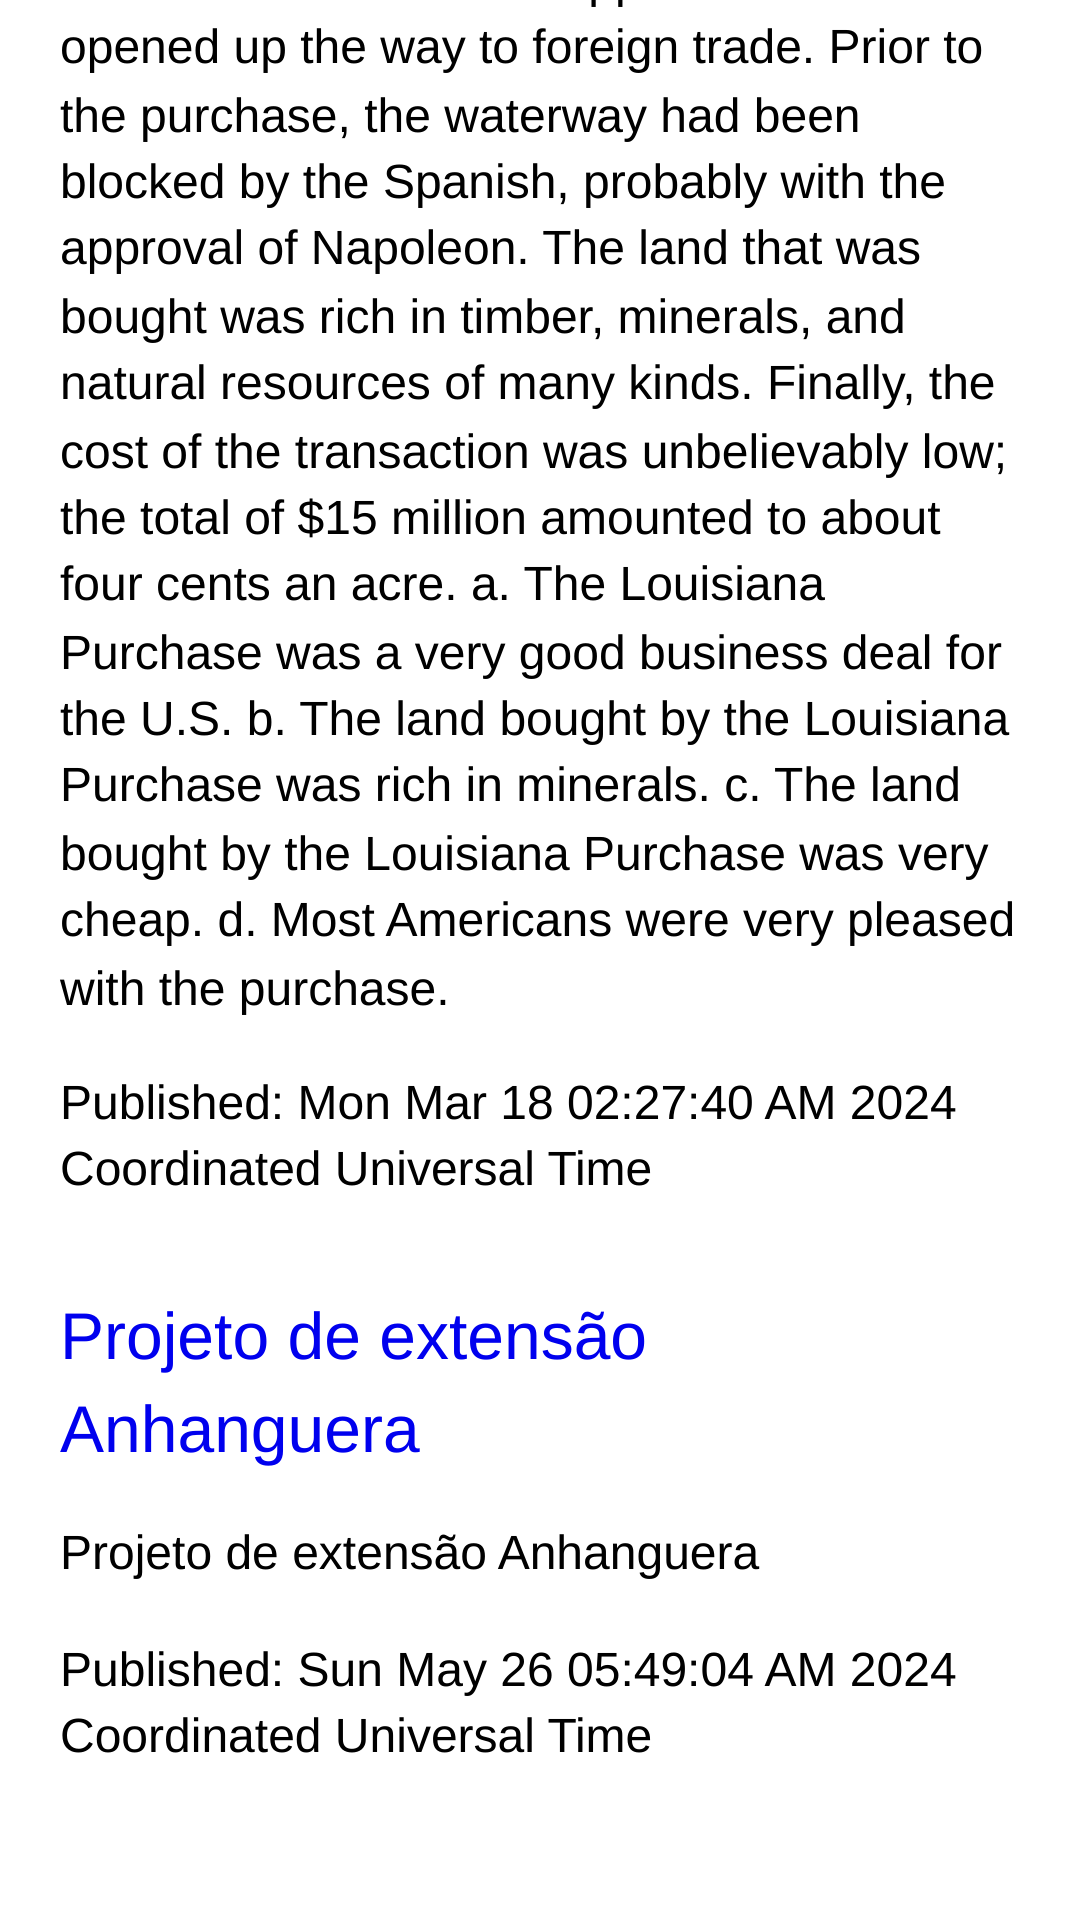 opened up the way to foreign trade. Prior to
the purchase, the waterway had been
blocked by the Spanish, probably with the
approval of Napoleon. The land that was
bought was rich in timber, minerals, and
natural resources of many kinds. Finally, the
cost of the transaction was unbelievably low;
the total of $15 million amounted to about
four cents an acre. a. The Louisiana
Purchase was a very good business deal for
the U.S. b. The land bought by the Louisiana
Purchase was rich in minerals. c. The land
bought by the Louisiana Purchase was very
cheap. d. Most Americans were very pleased
with the purchase.
Published: Mon Mar 18 02:27:40 AM 2024
Coordinated Universal Time
Projeto de extensão
Anhanguera
Projeto de extensão Anhanguera
Published: Sun May 26 05:49:04 AM 2024
Coordinated Universal Time